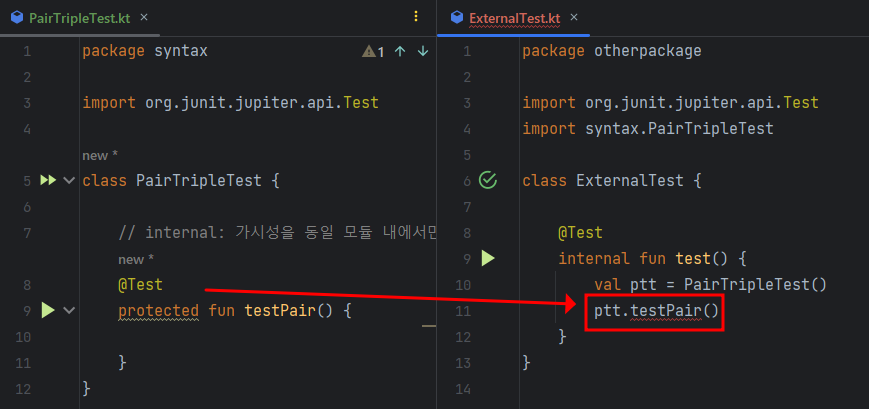 PairTripleTest.kt
1 package syntax
1
2
3 import org.junit.jupiter.api.Test
4
new *
5 class PairTripleTest {
6
7 // internal: 가시성을 동일 모듈 내에서만
new *
8 @Test
9 protected fun testPair() {
10
11 }
12 }
ExternalTest.kt
1 package otherpackage
2
3 import org.junit.jupiter.api.Test
4 import syntax.PairTripleTest
5
6 class ExternalTest {
7
8 @Test
9 internal fun test() {
10 val ptt = PairTripleTest()
11 ptt.testPair()
12 }
13 }
14